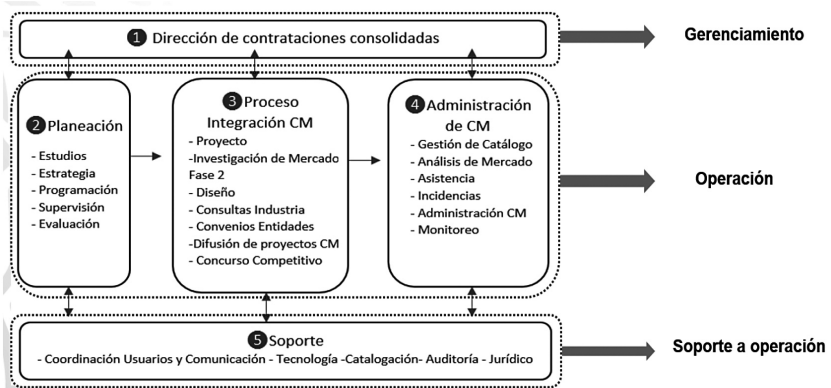 1 Dirección de contrataciones consolidadas
Gerenciamiento
2 Planeación
- Estudios
- Estrategia
- Programación
- Supervisión
- Evaluación
3 Proceso
Integración CM
- Proyecto
-Investigación de Mercado
Fase 2
- Diseño
- Consultas Industria
- Convenios Entidades
-Difusión de proyectos CM
- Concurso Competitivo
4 Administración
de CM
- Gestión de Catálogo
- Análisis de Mercado
- Asistencia
- Incidencias
- Administración CM
- Monitoreo
Operación
5 Soporte
- Coordinación Usuarios y Comunicación - Tecnología -Catalogación- Auditoría - Jurídico
Soporte a operación